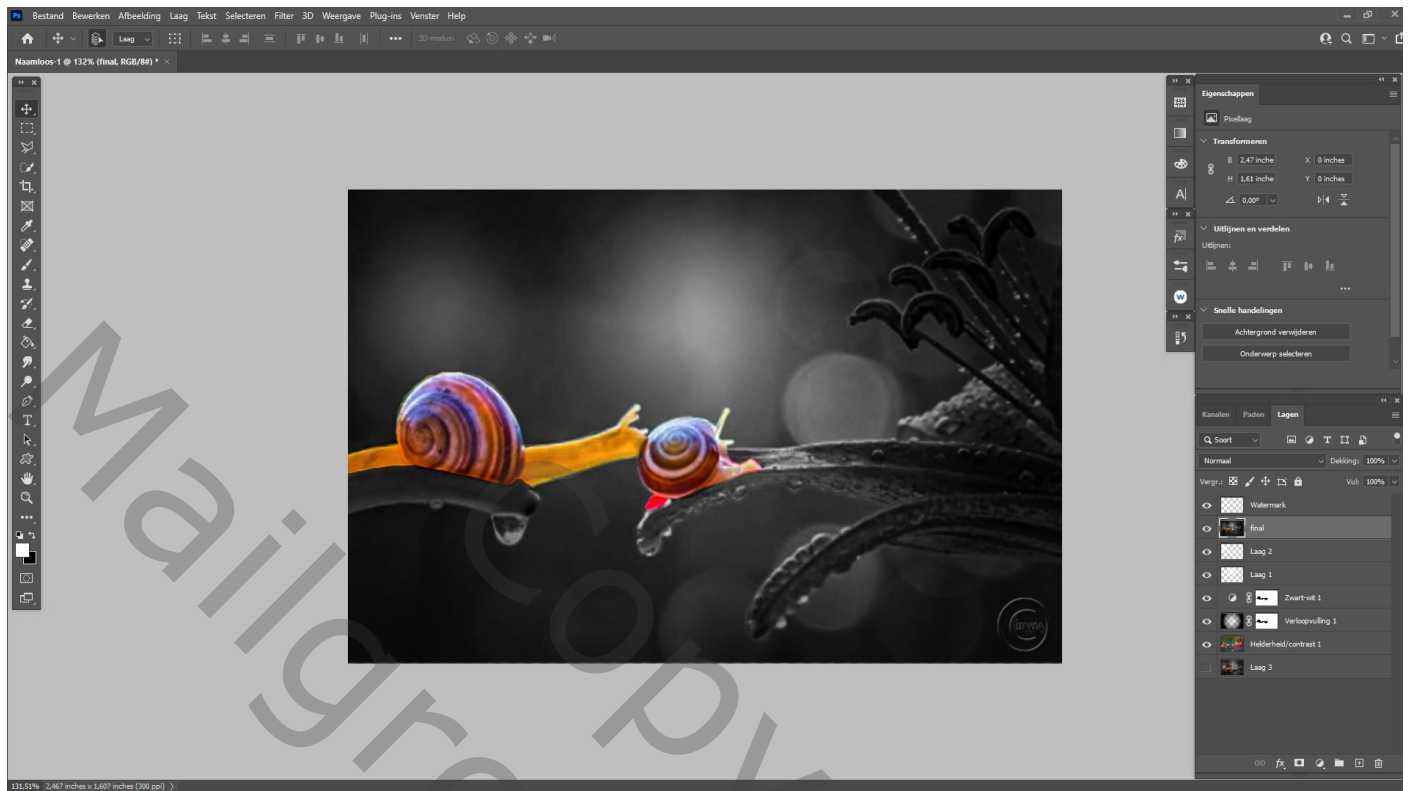 Ps Bestand Bewerken Afbeelding Laag Tekst Selecteren Filter 3D Weergave Plug-ins Venster Help
Laag 3D-modus:
Naamloos-1 @ 132% (final, RGB/8#) * ×
Eigenschappen
Pixellaag
Transformeren
B 2,47 inche X 0 inches
H 1,61 inche Y 0 inches
0,00°
Uitlijnen en verdelen
Uitlijnen:
Snelle handelingen
Achtergrond verwijderen
Onderwerp selecteren
Kanalen Paden Lagen
Soort
Normaal Dekking: 100%
Vergr.: Vul: 100%
Watermark
final
Laag 2
Laag 1
Zwart-wit 1
Verloopvulling 1
Helderheid/contrast 1
Laag 3
131,51% 2,467 inches x 1,607 inches (300 ppi)